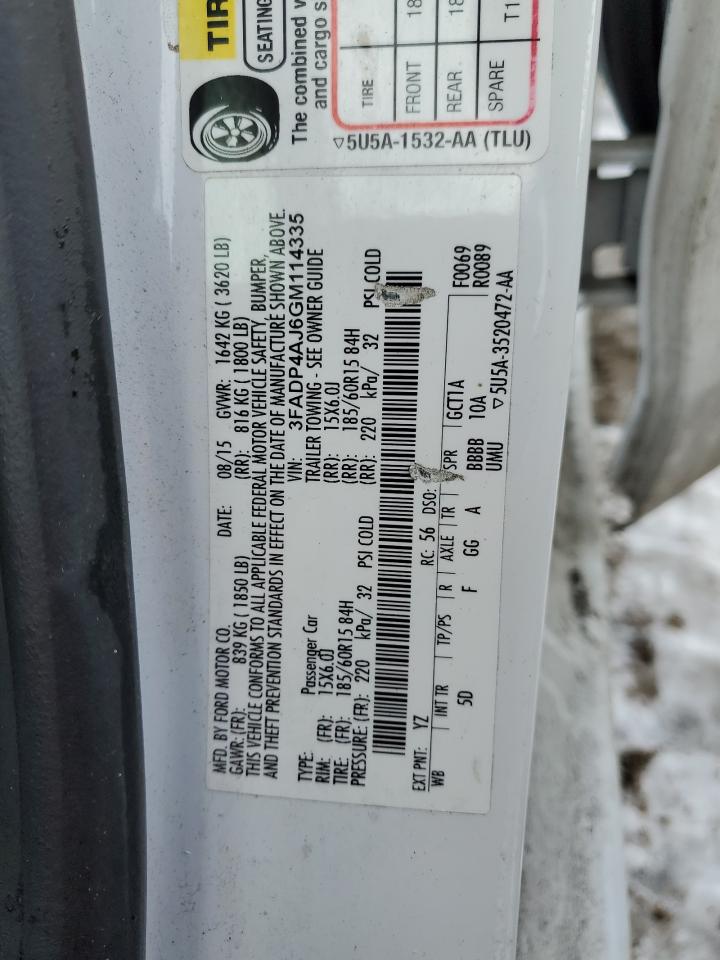 TIR
SEATING
The combined w
and cargo s
TIRE
FRONT 18
REAR 18
SPARE T1
▽5U5A-1532-AA (TLU)
MFD. BY FORD MOTOR CO. DATE: 08/15 GVWR: 1642 KG ( 3620 LB)
GAWR: (FR): 839 KG ( 1850 LB) (RR): 816 KG ( 1800 LB)
THIS VEHICLE CONFORMS TO ALL APPLICABLE FEDERAL MOTOR VEHICLE SAFETY, BUMPER,
AND THEFT PREVENTION STANDARDS IN EFFECT ON THE DATE OF MANUFACTURE SHOWN ABOVE.
VIN: 3FADP4AJ6GM114335
TYPE: Passenger Car TRAILER TOWING - SEE OWNER GUIDE
RIM: (FR): 15X6.0J (RR): 15X6.0J
TIRE: (FR): 185/60R15 84H (RR): 185/60R15 84H
PRESSURE: (FR): 220 kPa/ 32 PSI COLD (RR): 220 kPa/ 32 PSI COLD
EXT PNT: YZ RC: 56 DSO: F0069
WB INT TR TP/PS R AXLE TR SPR GCT1A R0089
5D F GG A BBBB 10A
UMU ▽5U5A-3520472-AA